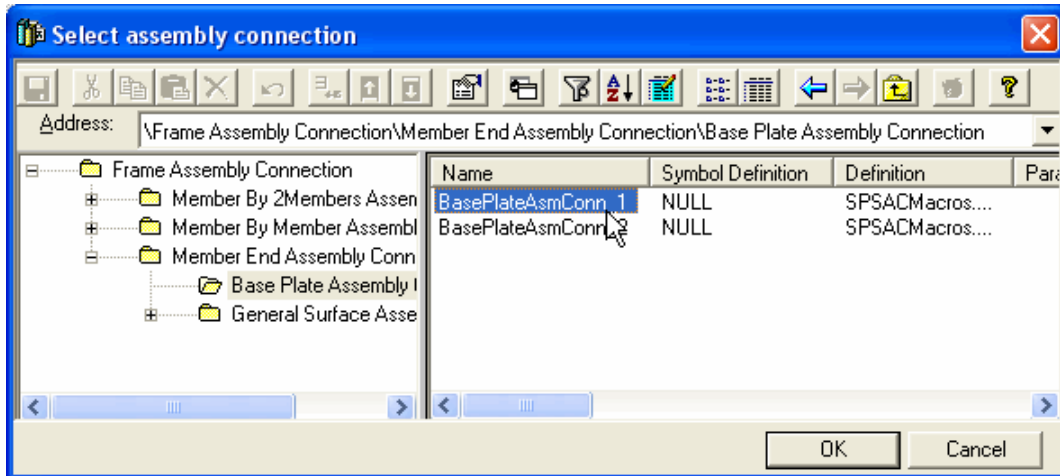 Select assembly connection
Address: \Frame Assembly Connection\Member End Assembly Connection\Base Plate Assembly Connection
Frame Assembly Connection
Member By 2Members Assen
Member By Member Assembl
Member End Assembly Conn
Base Plate Assembly
General Surface Asse
Name Symbol Definition Definition Para
BasePlateAsmConn_1 NULL SPSACMacros....
BasePlateAsmConn_2 NULL SPSACMacros....
OK Cancel